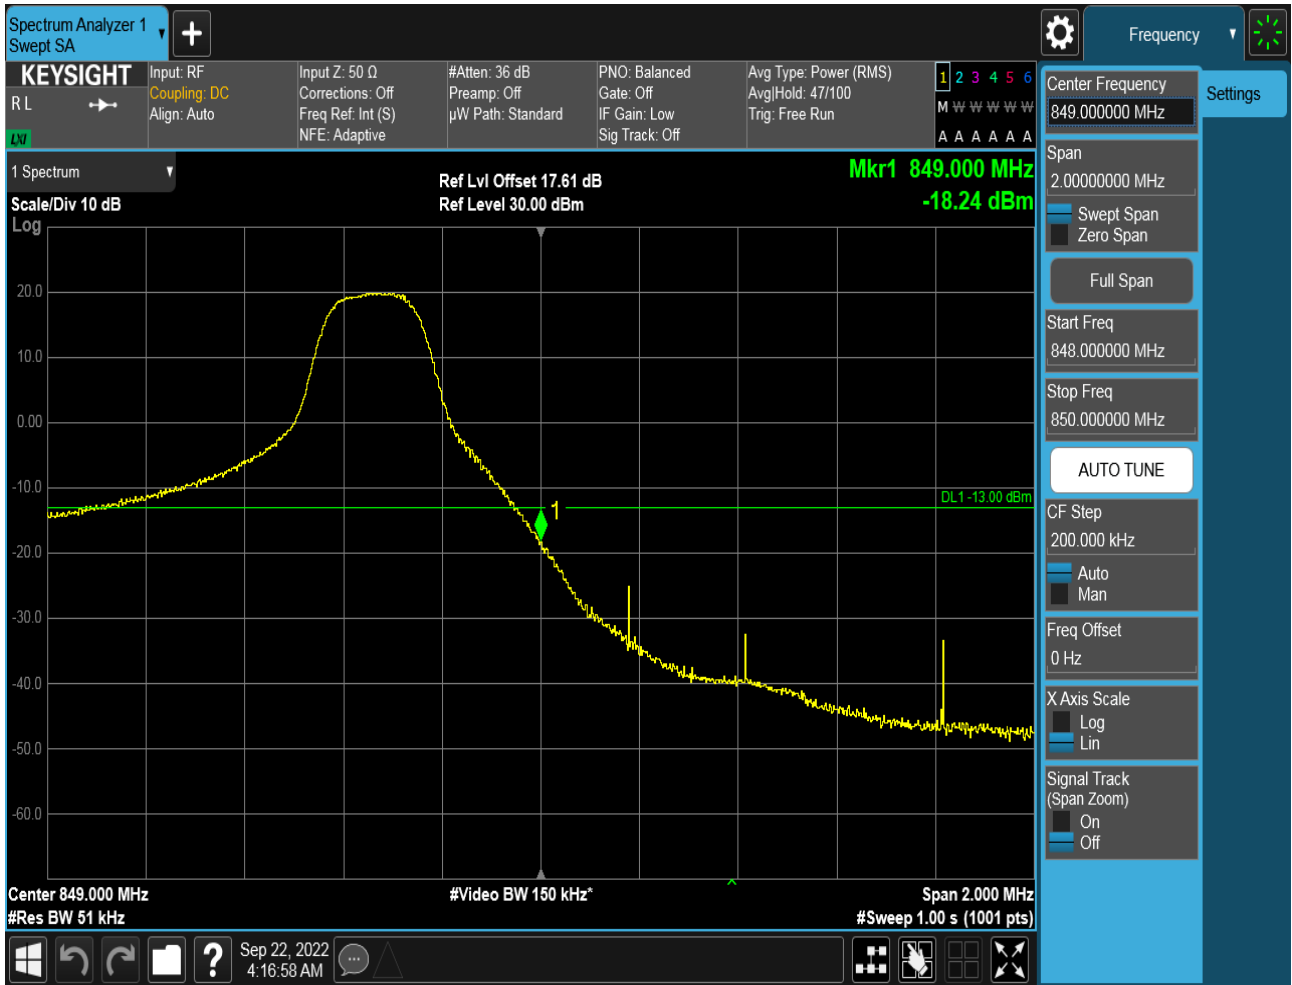 Spectrum Analyzer 1
Swept SA
Frequency
KEYSIGHT
R L
LXI
Input: RF
Coupling: DC
Align: Auto
Input Z: 50 Ω
Corrections: Off
Freq Ref: Int (S)
NFE: Adaptive
#Atten: 36 dB
Preamp: Off
µW Path: Standard
PNO: Balanced
Gate: Off
IF Gain: Low
Sig Track: Off
Avg Type: Power (RMS)
Avg|Hold: 47/100
Trig: Free Run
1 2 3 4 5 6
M W W W W W
A A A A A A
Center Frequency
849.000000 MHz
Settings
Span
2.00000000 MHz
Swept Span
Zero Span
Full Span
Start Freq
848.000000 MHz
Stop Freq
850.000000 MHz
AUTO TUNE
CF Step
200.000 kHz
Auto
Man
Freq Offset
0 Hz
X Axis Scale
Log
Lin
Signal Track
(Span Zoom)
On
Off
1 Spectrum
Scale/Div 10 dB
Log
Ref Lvl Offset 17.61 dB
Ref Level 30.00 dBm
Mkr1 849.000 MHz
-18.24 dBm
20.0
10.0
0.00
-10.0
-20.0
-30.0
-40.0
-50.0
-60.0
DL1 -13.00 dBm
1
Center 849.000 MHz
#Video BW 150 kHz*
Span 2.000 MHz
#Res BW 51 kHz
#Sweep 1.00 s (1001 pts)
?
Sep 22, 2022
4:16:58 AM